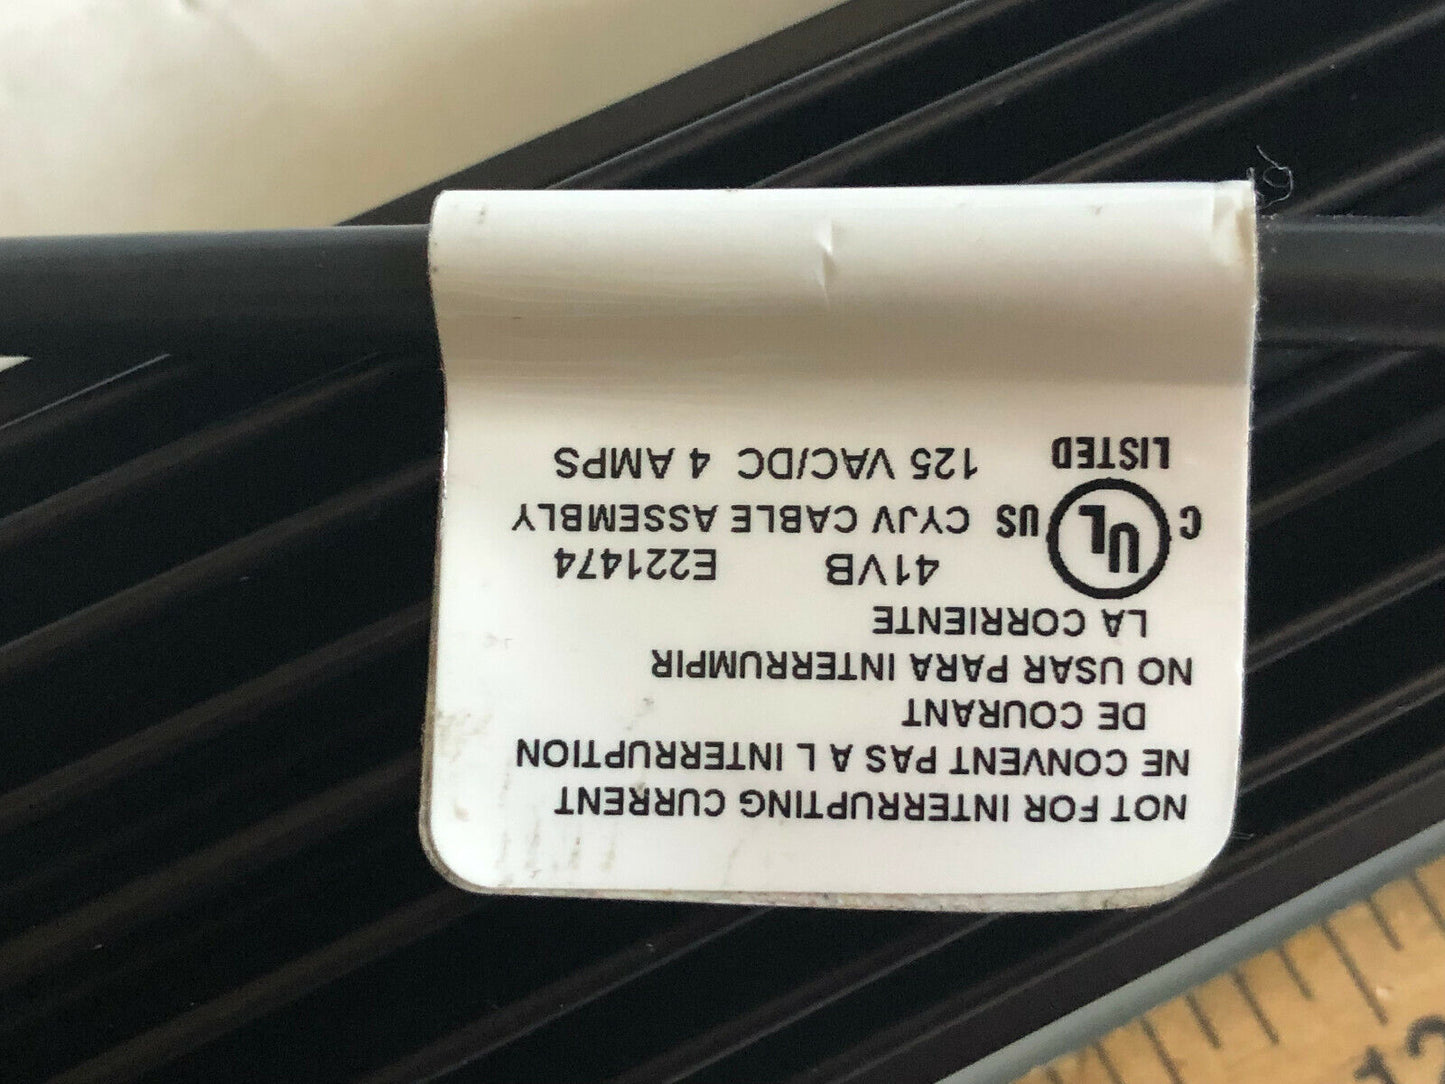 NOT FOR INTERRUPTING CURRENT
NE CONVENT PAS A L INTERRUPTION
DE COURANT
NO USAR PARA INTERRUMPIR
LA CORRIENTE
41VB E221474
C UL US CYJV CABLE ASSEMBLY
LISTED 125 VAC/DC 4 AMPS
12